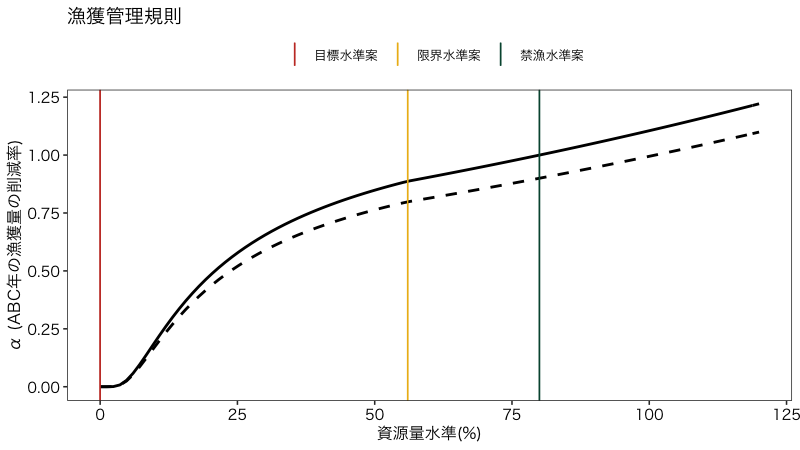 漁獲管理規則
目標水準案 限界水準案 禁漁水準案
α (ABC年の漁獲量の削減率)
1.25
1.00
0.75
0.50
0.25
0.00
0 25 50 75 100 125
資源量水準(%)